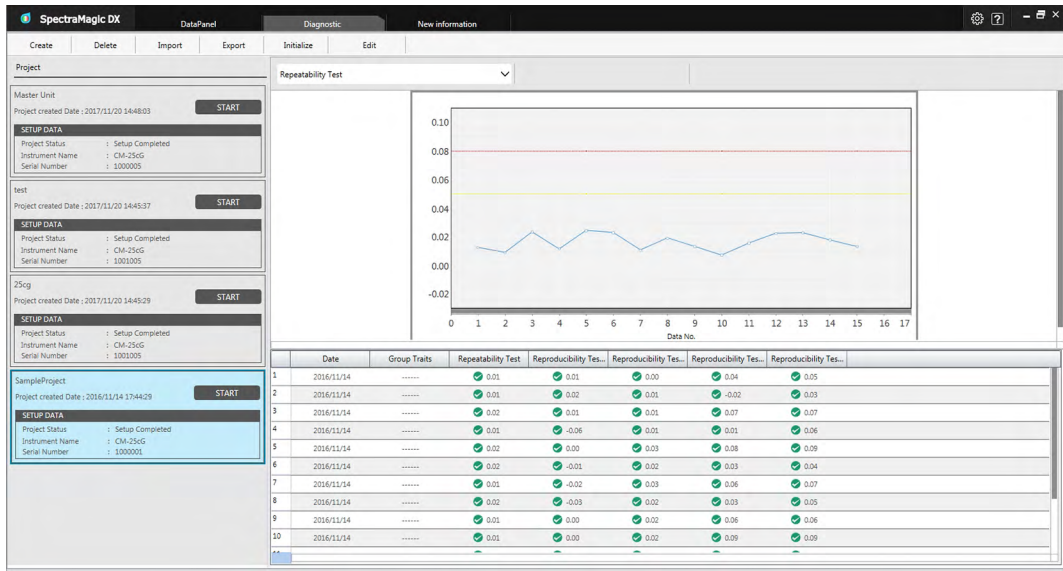 SpectraMagic DX
DataPanel
Diagnostic
New information
Create Delete Import Export Initialize Edit
Project
Master Unit
Project created Date : 2017/11/20 14:48:03
START
SETUP DATA
Project Status : Setup Completed
Instrument Name : CM-25cG
Serial Number : 1000005
test
Project created Date : 2017/11/20 14:45:37
START
SETUP DATA
Project Status : Setup Completed
Instrument Name : CM-25cG
Serial Number : 1001005
25cg
Project created Date : 2017/11/20 14:45:29
START
SETUP DATA
Project Status : Setup Completed
Instrument Name : CM-25cG
Serial Number : 1001005
SampleProject
Project created Date : 2016/11/14 17:44:29
START
SETUP DATA
Project Status : Setup Completed
Instrument Name : CM-25cG
Serial Number : 1000001
Repeatability Test
0.10
0.08
0.06
0.04
0.02
0.00
-0.02
0 1 2 3 4 5 6 7 8 9 10 11 12 13 14 15 16 17
Data No.
Date Group Traits Repeatability Test Reproducibility Tes... Reproducibility Tes... Reproducibility Tes... Reproducibility Tes...
1 2016/11/14 ------ 0.01 0.01 0.00 0.04 0.05
2 2016/11/14 ------ 0.01 0.02 0.01 -0.02 0.03
3 2016/11/14 ------ 0.02 0.01 0.01 0.07 0.07
4 2016/11/14 ------ 0.01 -0.06 0.01 0.01 0.06
5 2016/11/14 ------ 0.02 0.00 0.03 0.08 0.09
6 2016/11/14 ------ 0.02 -0.01 0.02 0.03 0.04
7 2016/11/14 ------ 0.01 -0.02 0.03 0.06 0.07
8 2016/11/14 ------ 0.02 -0.03 0.02 0.03 0.05
9 2016/11/14 ------ 0.01 0.00 0.02 0.06 0.06
10 2016/11/14 ------ 0.01 0.00 0.02 0.09 0.09